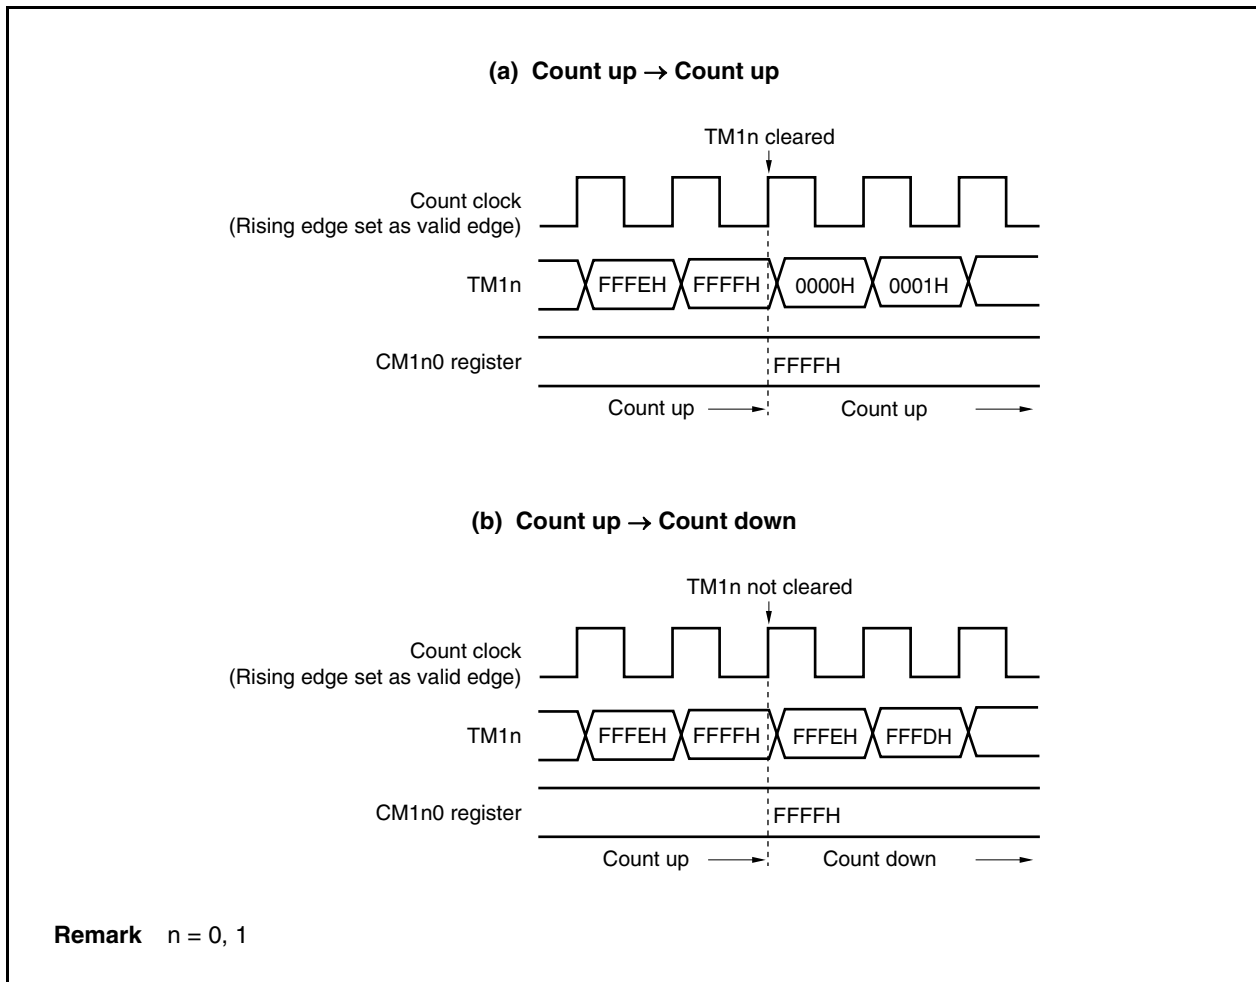 (a) Count up → Count up
TM1n cleared
Count clock
(Rising edge set as valid edge)
TM1n
FFFEH FFFFH 0000H 0001H
CM1n0 register
FFFFH
Count up Count up
(b) Count up → Count down
TM1n not cleared
Count clock
(Rising edge set as valid edge)
TM1n
FFFEH FFFFH FFFEH FFFDH
CM1n0 register
FFFFH
Count up Count down
Remark n = 0, 1